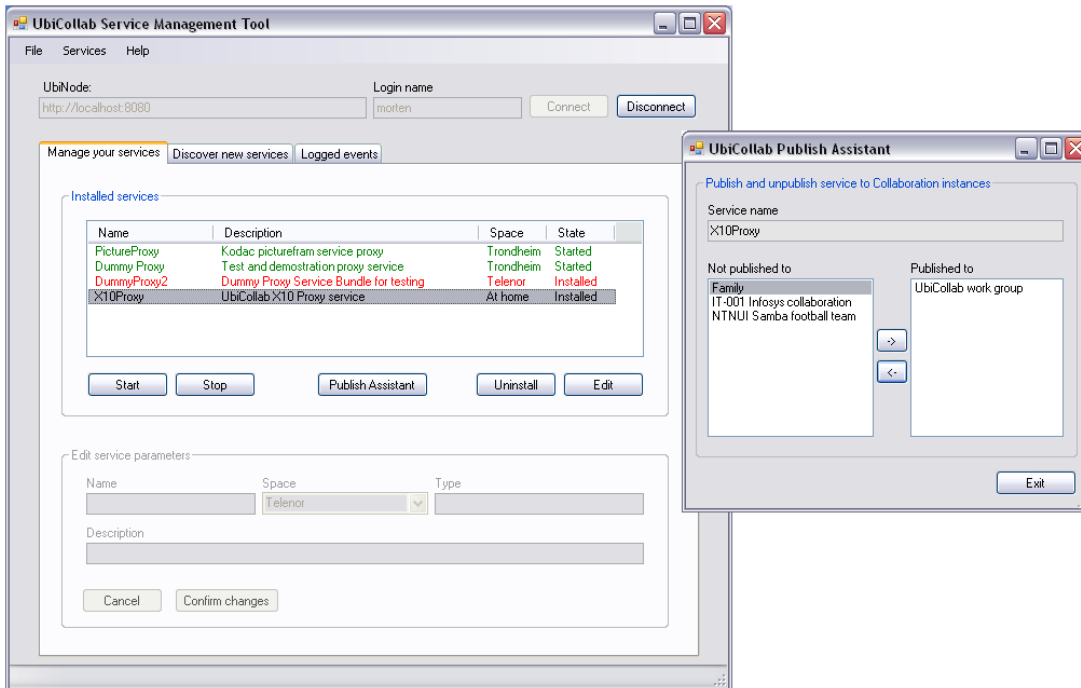 UbiCollab Service Management Tool
File Services Help
UbiNode: Login name
http://localhost:8080 morten Connect Disconnect
Manage your services Discover new services Logged events
Installed services
Name Description Space State
PictureProxy Kodac picturefram service proxy Trondheim Started
Dummy Proxy Test and demostration proxy service Trondheim Started
DummyProxy2 Dummy Proxy Service Bundle for testing Telenor Installed
X10Proxy UbiCollab X10 Proxy service At home Installed
Start Stop Publish Assistant Uninstall Edit
Edit service parameters
Name Space Type
Telenor
Description
Cancel Confirm changes
UbiCollab Publish Assistant
Publish and unpublish service to Collaboration instances
Service name
X10Proxy
Not published to Published to
Family UbiCollab work group
IT-001 Infosys collaboration
NTNUI Samba football team
->
<-
Exit